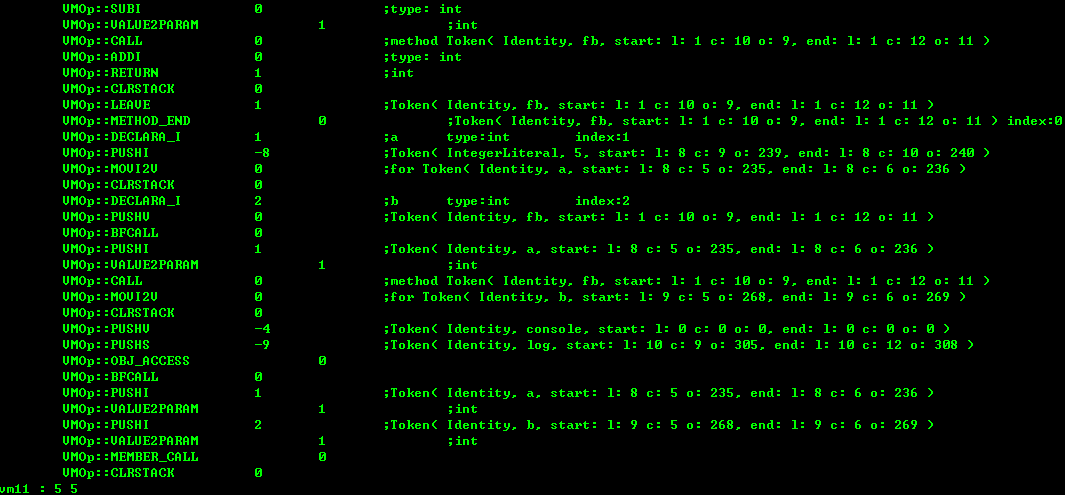 VMOp::SUBI 0 ;type: int
VMOp::VALUE2PARAM 1 ;int
VMOp::CALL 0 ;method Token( Identity, fb, start: l: 1 c: 10 o: 9, end: l: 1 c: 12 o: 11 )
VMOp::ADDI 0 ;type: int
VMOp::RETURN 1 ;int
VMOp::CLRSTACK 0
VMOp::LEAVE 1 ;Token( Identity, fb, start: l: 1 c: 10 o: 9, end: l: 1 c: 12 o: 11 )
VMOp::METHOD_END 0 ;Token( Identity, fb, start: l: 1 c: 10 o: 9, end: l: 1 c: 12 o: 11 ) index:0
VMOp::DECLARA_I 1 ;a type:int index:1
VMOp::PUSHI -8 ;Token( IntegerLiteral, 5, start: l: 8 c: 9 o: 239, end: l: 8 c: 10 o: 240 )
VMOp::MOVI2V 0 ;for Token( Identity, a, start: l: 8 c: 5 o: 235, end: l: 8 c: 6 o: 236 )
VMOp::CLRSTACK 0
VMOp::DECLARA_I 2 ;b type:int index:2
VMOp::PUSHV 0 ;Token( Identity, fb, start: l: 1 c: 10 o: 9, end: l: 1 c: 12 o: 11 )
VMOp::BFCALL 0
VMOp::PUSHI 1 ;Token( Identity, a, start: l: 8 c: 5 o: 235, end: l: 8 c: 6 o: 236 )
VMOp::VALUE2PARAM 1 ;int
VMOp::CALL 0 ;method Token( Identity, fb, start: l: 1 c: 10 o: 9, end: l: 1 c: 12 o: 11 )
VMOp::MOVI2V 0 ;for Token( Identity, b, start: l: 9 c: 5 o: 268, end: l: 9 c: 6 o: 269 )
VMOp::CLRSTACK 0
VMOp::PUSHV -4 ;Token( Identity, console, start: l: 0 c: 0 o: 0, end: l: 0 c: 0 o: 0 )
VMOp::PUSHS -9 ;Token( Identity, log, start: l: 10 c: 9 o: 305, end: l: 10 c: 12 o: 308 )
VMOp::OBJ_ACCESS 0
VMOp::BFCALL 0
VMOp::PUSHI 1 ;Token( Identity, a, start: l: 8 c: 5 o: 235, end: l: 8 c: 6 o: 236 )
VMOp::VALUE2PARAM 1 ;int
VMOp::PUSHI 2 ;Token( Identity, b, start: l: 9 c: 5 o: 268, end: l: 9 c: 6 o: 269 )
VMOp::VALUE2PARAM 1 ;int
VMOp::MEMBER_CALL 0
VMOp::CLRSTACK 0
vm11 : 5 5